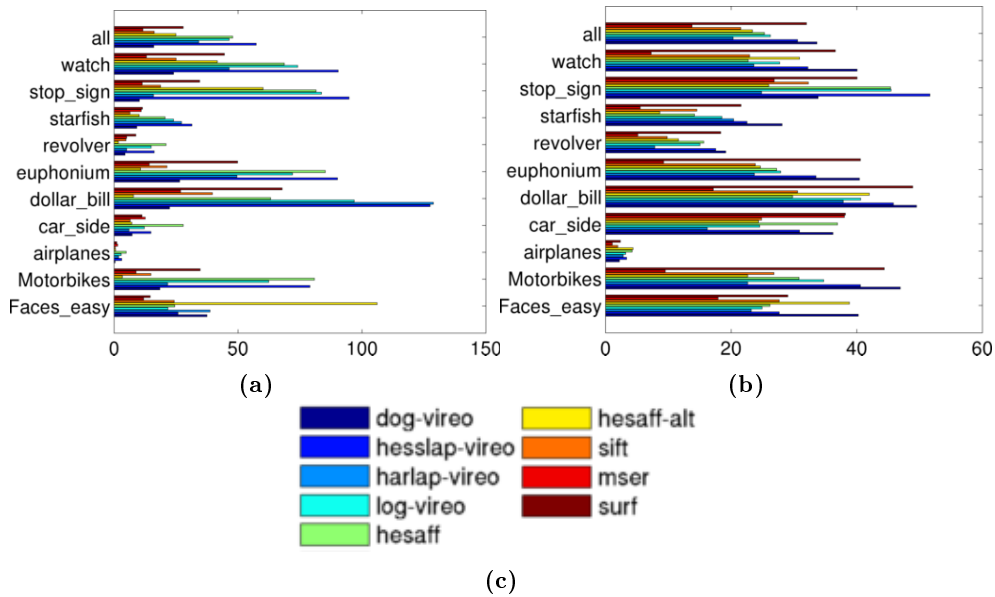 all
watch
stop_sign
starfish
revolver
euphonium
dollar_bill
car_side
airplanes
Motorbikes
Faces_easy
0 50 100 150
(a)
all
watch
stop_sign
starfish
revolver
euphonium
dollar_bill
car_side
airplanes
Motorbikes
Faces_easy
0 20 40 60
(b)
dog-vireo
hesslap-vireo
harlap-vireo
log-vireo
hesaff
hesaff-alt
sift
mser
surf
(c)